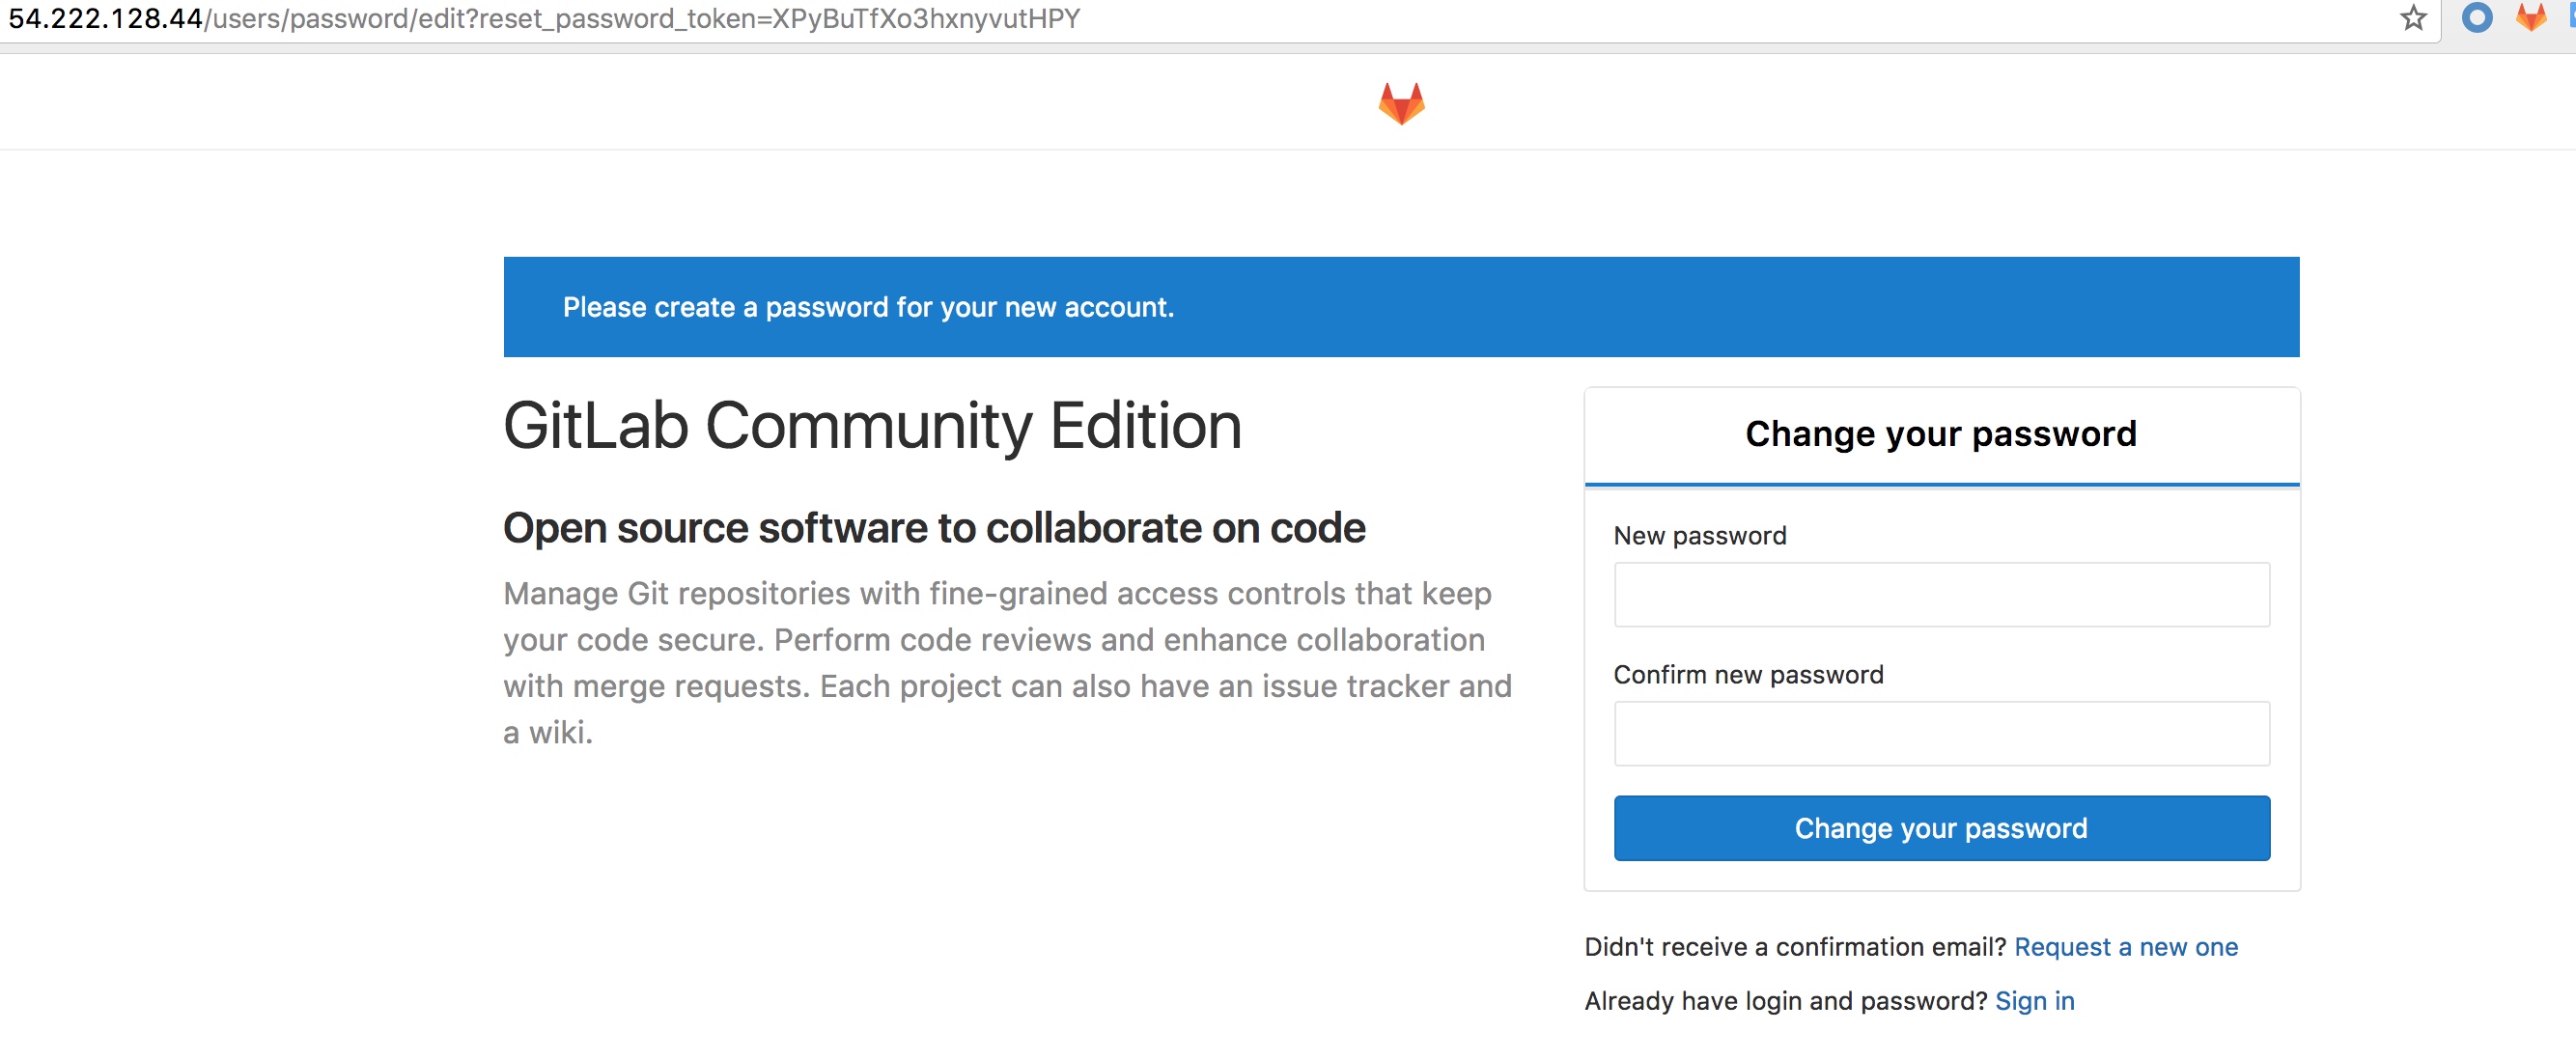 54.222.128.44/users/password/edit?reset_password_token=XPyBuTfXo3hxnyvutHPY
Please create a password for your new account.
GitLab Community Edition
Open source software to collaborate on code
Manage Git repositories with fine-grained access controls that keep
your code secure. Perform code reviews and enhance collaboration
with merge requests. Each project can also have an issue tracker and
a wiki.
Change your password
New password
Confirm new password
Change your password
Didn't receive a confirmation email? Request a new one
Already have login and password? Sign in